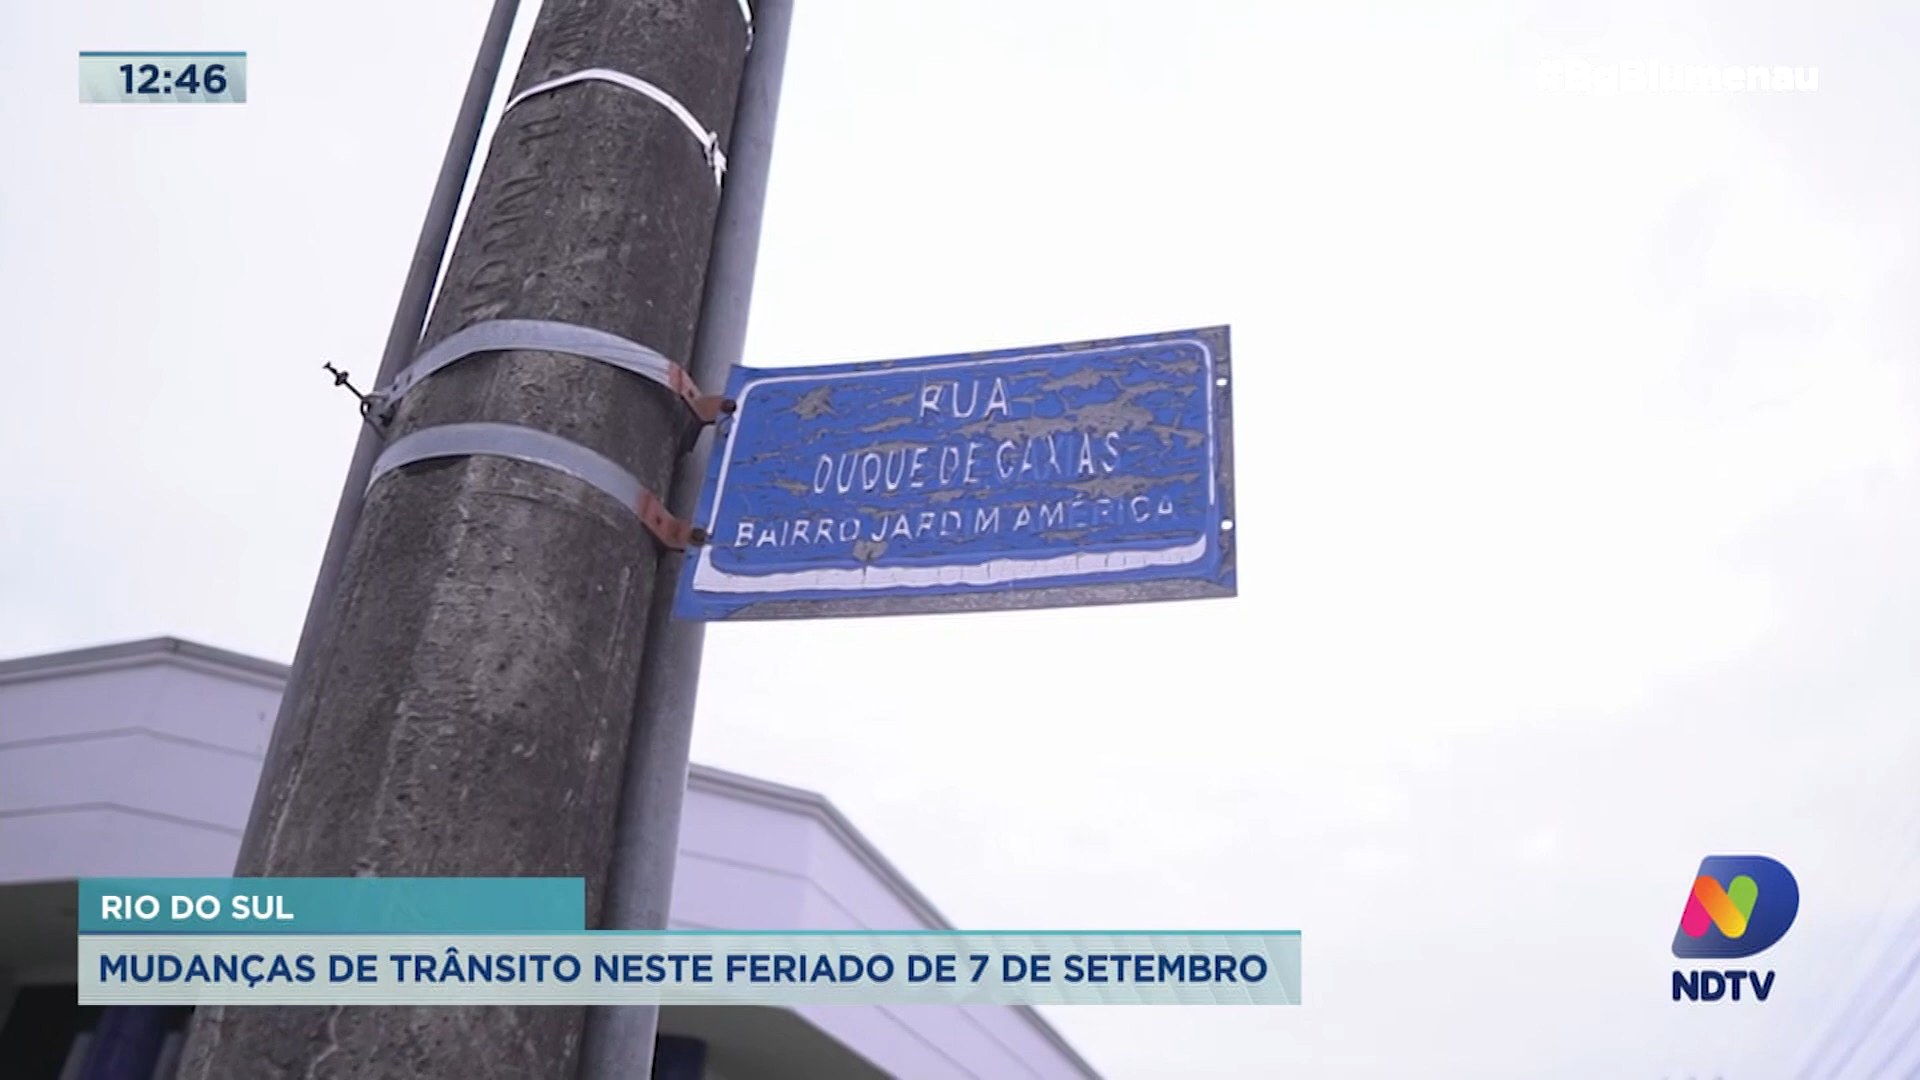 12:46
#BgBlumenau
RUA
DUQUE DE CAXIAS
BAIRRO JARDIM AMÉRICA
RIO DO SUL
MUDANÇAS DE TRÂNSITO NESTE FERIADO DE 7 DE SETEMBRO
NDTV